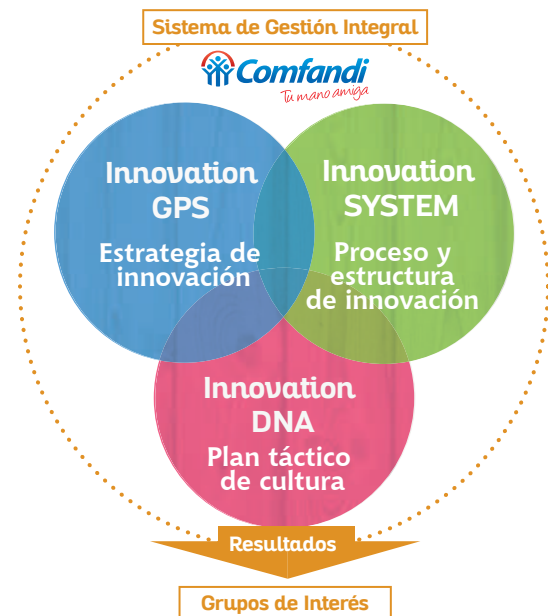 Sistema de Gestión Integral
Comfandi
Tu mano amiga
Innovation
GPS
Estrategia de
innovación
Innovation
SYSTEM
Proceso y
estructura
de innovación
Innovation
DNA
Plan táctico
de cultura
Resultados
Grupos de Interés